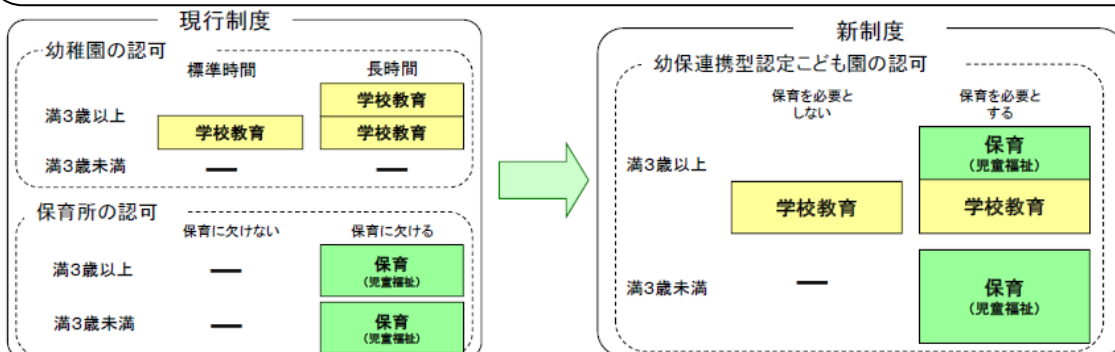 現行制度
幼稚園の認可
標準時間
長時間
満3歳以上
学校教育
学校教育
学校教育
満3歳未満
―
―
保育所の認可
保育に欠けない
保育に欠ける
満3歳以上
―
保育
(児童福祉)
満3歳未満
―
保育
(児童福祉)
新制度
幼保連携型認定こども園の認可
保育を必要と
しない
保育を必要と
する
満3歳以上
学校教育
保育
(児童福祉)
学校教育
満3歳未満
―
保育
(児童福祉)